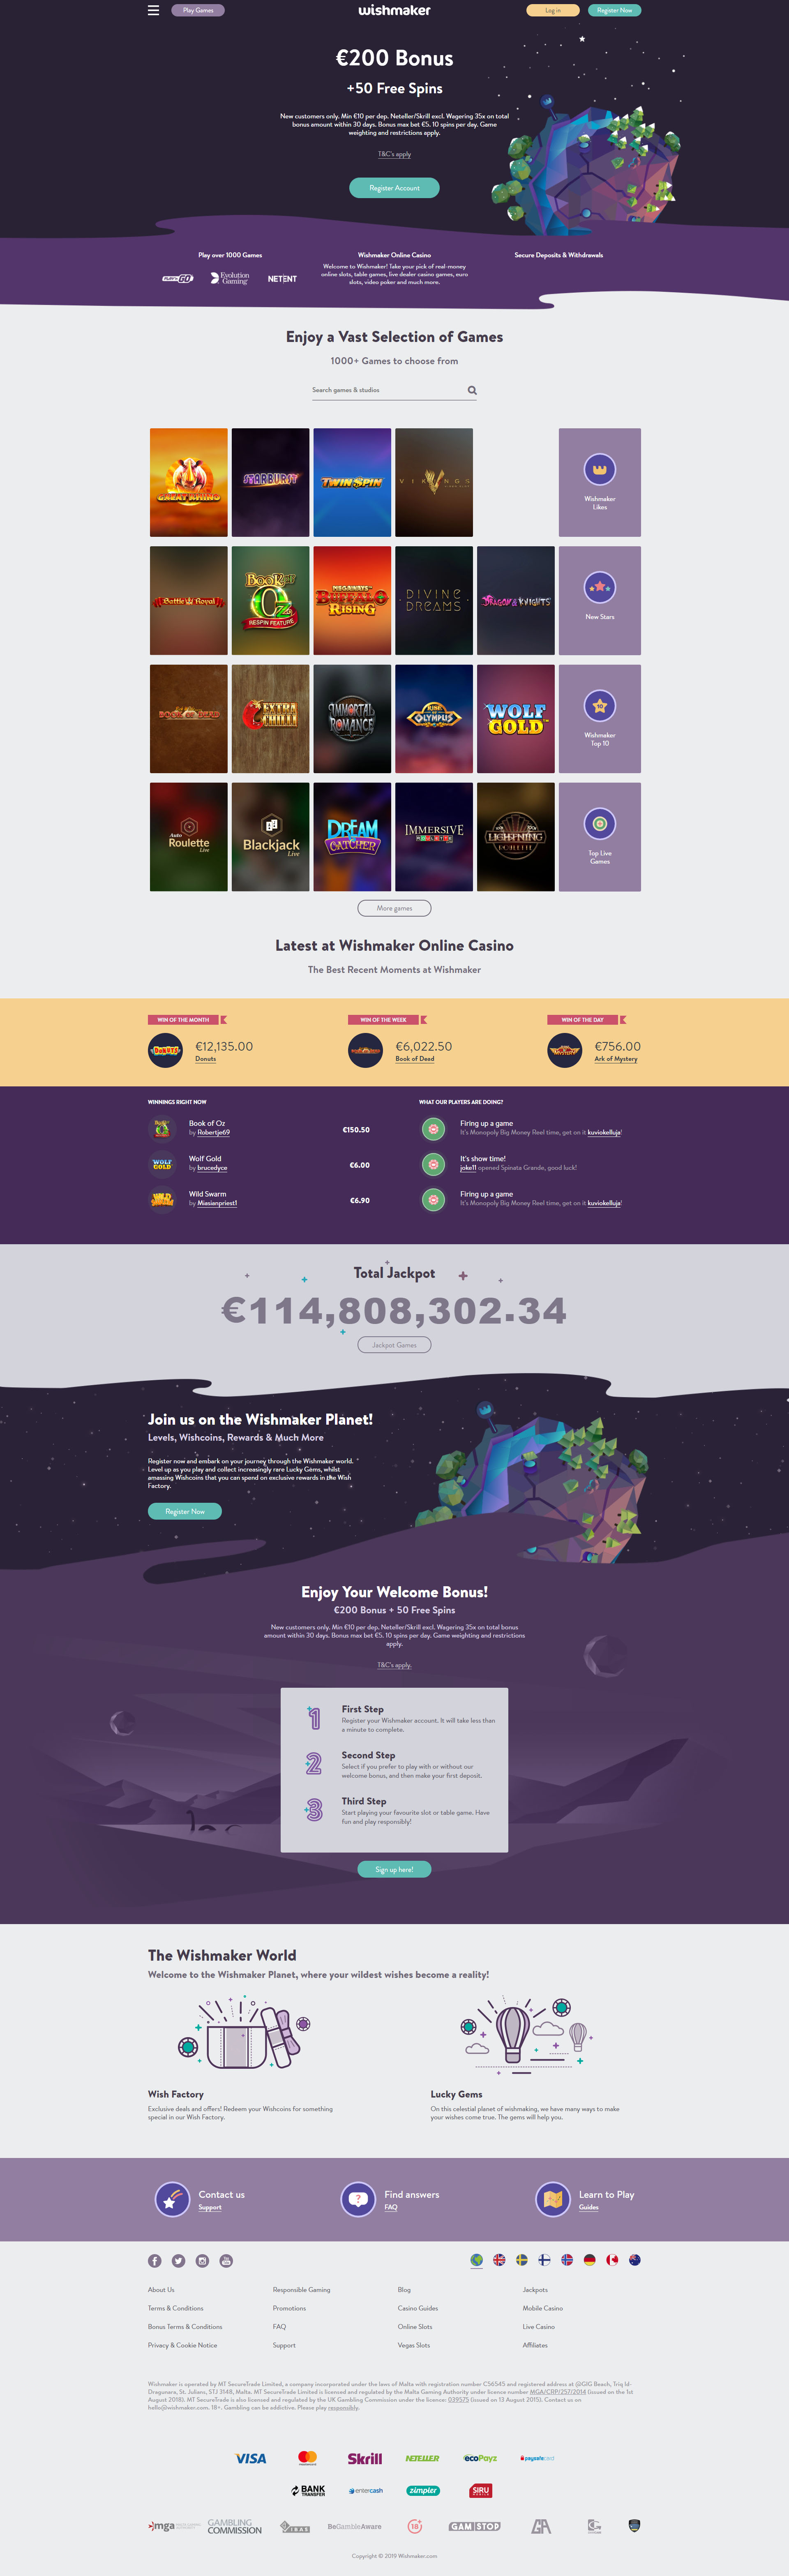 Play Games
wishmaker
Log in
Register Now
€200 Bonus
+50 Free Spins
New customers only. Min €10 per dep. Neteller/Skrill excl. Wagering 35x on total
bonus amount within 30 days. Bonus max bet €5. 10 spins per day. Game
weighting and restrictions apply.
T&C's apply
Register Account
Play over 1000 Games
Wishmaker Online Casino
Secure Deposits & Withdrawals
PLAY'n GO
Evolution Gaming
NETENT
Welcome to Wishmaker! Take your pick of real-money
online slots, table games, live dealer casino games, euro
slots, video poker and much more.
Enjoy a Vast Selection of Games
1000+ Games to choose from
Search games & studios
GREAT RHINO
STARBURST
TWIN SPIN
VIKINGS
Wishmaker
Likes
Battle Royal
BOOK OF OZ
RESPIN FEATURE
MEGAWAYS
BUFFALO RISING
DIVINE DREAMS
DRAGONS & KNIGHTS
New Stars
BOOK OF DEAD
EXTRA CHILLI
IMMORTAL ROMANCE
RISE OF OLYMPUS
WOLF GOLD
Wishmaker
Top 10
Auto
Roulette
Live
Blackjack
Live
DREAM CATCHER
IMMERSIVE
ROULETTE
LIGHTNING
ROULETTE
Top Live
Games
More games
Latest at Wishmaker Online Casino
The Best Recent Moments at Wishmaker
WIN OF THE MONTH
WIN OF THE WEEK
WIN OF THE DAY
DONUTS
€12,135.00
Donuts
€6,022.50
Book of Dead
MYSTERY
€756.00
Ark of Mystery
WINNINGS RIGHT NOW
WHAT OUR PLAYERS ARE DOING?
Book of Oz
by Robertje69
€150.50
Firing up a game
It's Monopoly Big Money Reel time, get on it kuviokelluja!
WOLF GOLD
Wolf Gold
by brucedyce
€6.00
It's show time!
joke11 opened Spinata Grande, good luck!
WILD SWARM
Wild Swarm
by Miasianpriest1
€6.90
Firing up a game
It's Monopoly Big Money Reel time, get on it kuviokelluja!
Total Jackpot
€114,808,302.34
Jackpot Games
Join us on the Wishmaker Planet!
Levels, Wishcoins, Rewards & Much More
Register now and embark on your journey through the Wishmaker world.
Level up as you play and collect increasingly rare Lucky Gems, whilst
amassing Wishcoins that you can spend on exclusive rewards in the Wish
Factory.
Register Now
Enjoy Your Welcome Bonus!
€200 Bonus + 50 Free Spins
New customers only. Min €10 per dep. Neteller/Skrill excl. Wagering 35x on total bonus
amount within 30 days. Bonus max bet €5. 10 spins per day. Game weighting and restrictions
apply.
T&C's apply.
1
First Step
Register your Wishmaker account. It will take less than
a minute to complete.
2
Second Step
Select if you prefer to play with or without our
welcome bonus, and then make your first deposit.
3
Third Step
Start playing your favourite slot or table game. Have
fun and play responsibly!
Sign up here!
The Wishmaker World
Welcome to the Wishmaker Planet, where your wildest wishes become a reality!
Wish Factory
Exclusive deals and offers! Redeem your Wishcoins for something
special in our Wish Factory.
Lucky Gems
On this celestial planet of wishmaking, we have many ways to make
your wishes come true. The gems will help you.
Contact us
Support
Find answers
FAQ
Learn to Play
Guides
About Us
Responsible Gaming
Blog
Jackpots
Terms & Conditions
Promotions
Casino Guides
Mobile Casino
Bonus Terms & Conditions
FAQ
Online Slots
Live Casino
Privacy & Cookie Notice
Support
Vegas Slots
Affiliates
Wishmaker is operated by MT SecureTrade Limited, a company incorporated under the laws of Malta with registration number C56545 and registered address at @GIG Beach, Triq Id-
Dragunara, St. Julians, STJ 3148, Malta. MT SecureTrade Limited is licensed and regulated by the Malta Gaming Authority under licence number MGA/CRP/257/2014 (issued on the 1st
August 2018). MT SecureTrade is also licensed and regulated by the UK Gambling Commission under the licence: 039575 (issued on 13 August 2015). Contact us on
hello@wishmaker.com. 18+. Gambling can be addictive. Please play responsibly.
VISA
mastercard
Skrill
NETELLER
ecoPayz
paysafecard
BANK TRANSFER
entercash
zimpler
SIRU
mga
GAMBLING COMMISSION
IBAS
BeGambleAware
18+
GAMSTOP
GA
Copyright © 2019 Wishmaker.com